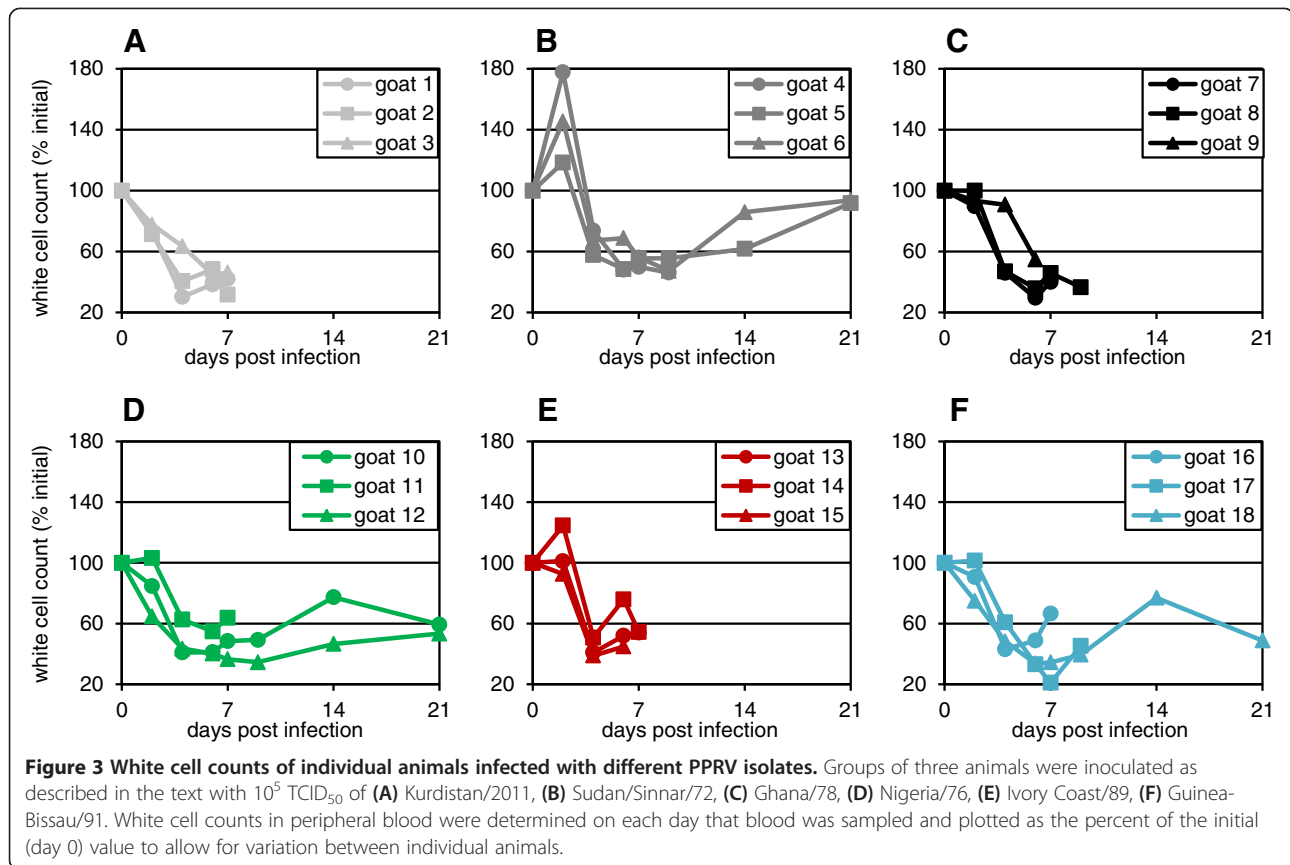 A
white cell count (% initial)
180
140
100
60
20
goat 1
goat 2
goat 3
0 7 14 21
days post infection
B
180
140
100
60
20
goat 4
goat 5
goat 6
0 7 14 21
days post infection
C
180
140
100
60
20
goat 7
goat 8
goat 9
0 7 14 21
days post infection
D
white cell count (% initial)
180
140
100
60
20
goat 10
goat 11
goat 12
0 7 14 21
days post infection
E
180
140
100
60
20
goat 13
goat 14
goat 15
0 7 14 21
days post infection
F
180
140
100
60
20
goat 16
goat 17
goat 18
0 7 14 21
days post infection
Figure 3 White cell counts of individual animals infected with different PPRV isolates. Groups of three animals were inoculated as
described in the text with 10⁵ TCID₅₀ of (A) Kurdistan/2011, (B) Sudan/Sinnar/72, (C) Ghana/78, (D) Nigeria/76, (E) Ivory Coast/89, (F) Guinea-
Bissau/91. White cell counts in peripheral blood were determined on each day that blood was sampled and plotted as the percent of the initial
(day 0) value to allow for variation between individual animals.